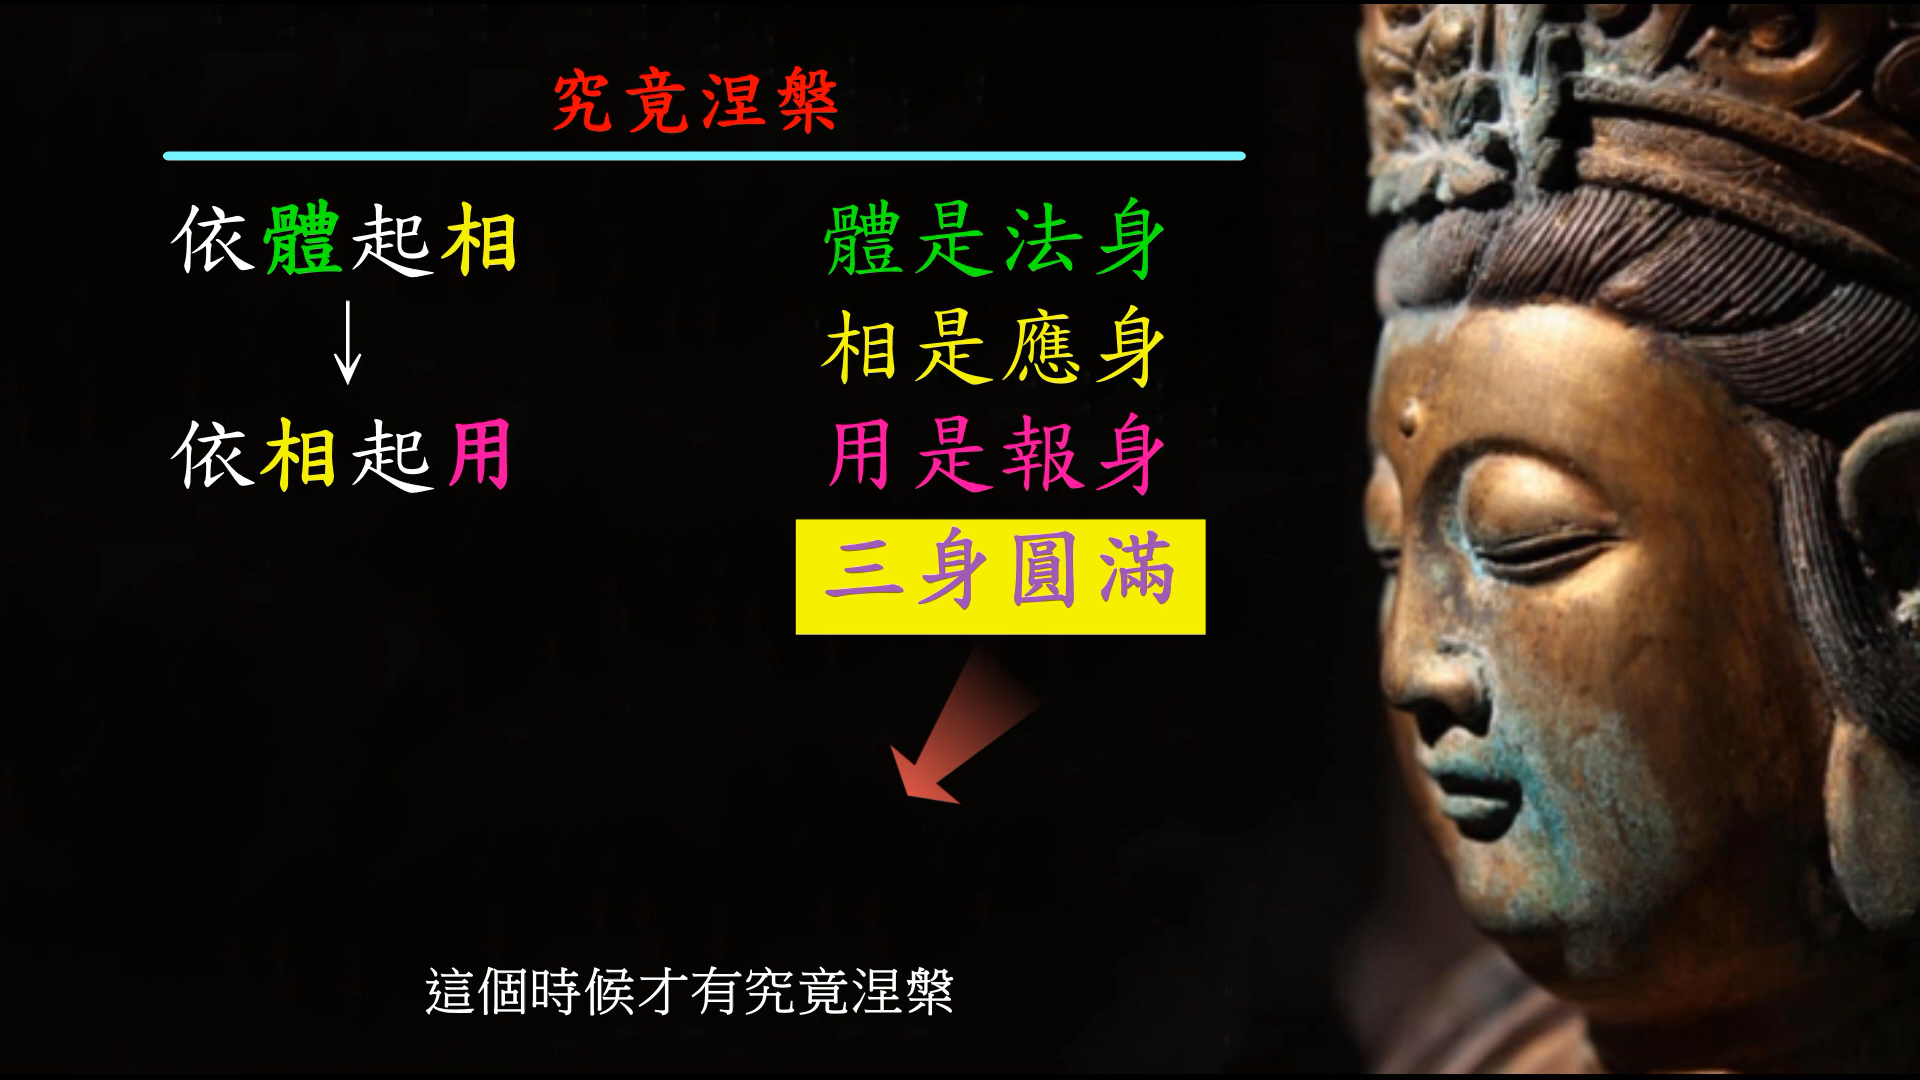 究竟涅槃
依體起相
依相起用
體是法身
相是應身
用是報身
三身圓滿
這個時候才有究竟涅槃